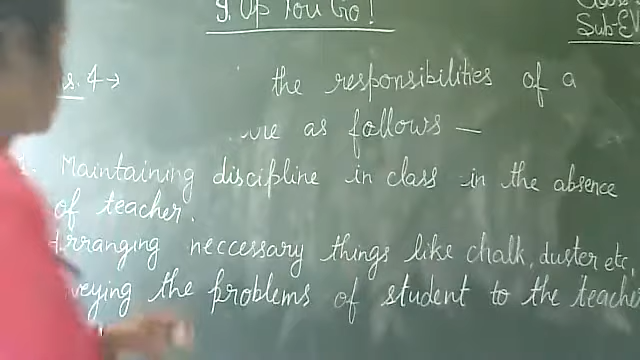 9. Up You Go!
Sub-EV
s. 4 → the responsibilities of a
are as follows —
Maintaining discipline in class in the absence
of teacher.
Arranging neccessary things like chalk, duster etc.
veying the problems of student to the teache